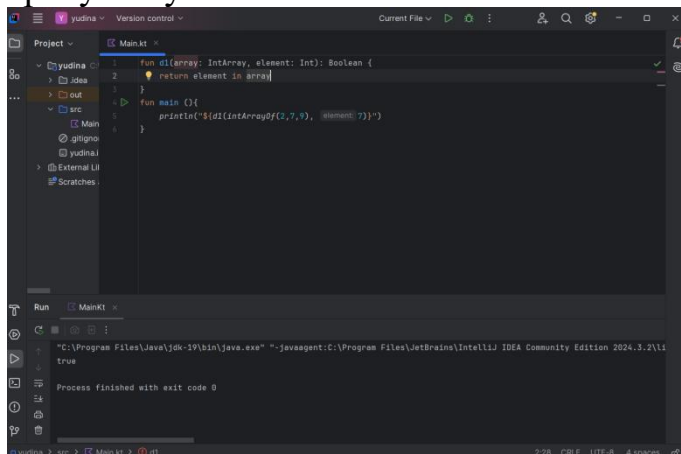 yudina Version control Current File
Project
Main.kt
yudina
.idea
out
src
Main
.gitigno
yudina.i
External Lil
Scratches
1 fun d1(array: IntArray, element: Int): Boolean {
2 return element in array
3 }
4 fun main (){
5 println("${d1(intArrayOf(2,7,9), element: 7)}")
6 }
Run MainKt
"C:\Program Files\Java\jdk-19\bin\java.exe" "-javaagent:C:\Program Files\JetBrains\IntelliJ IDEA Community Edition 2024.3.2\li
true
Process finished with exit code 0
yudina > src > Main.kt > d1 2:28 CRLF UTF-8 4 spaces